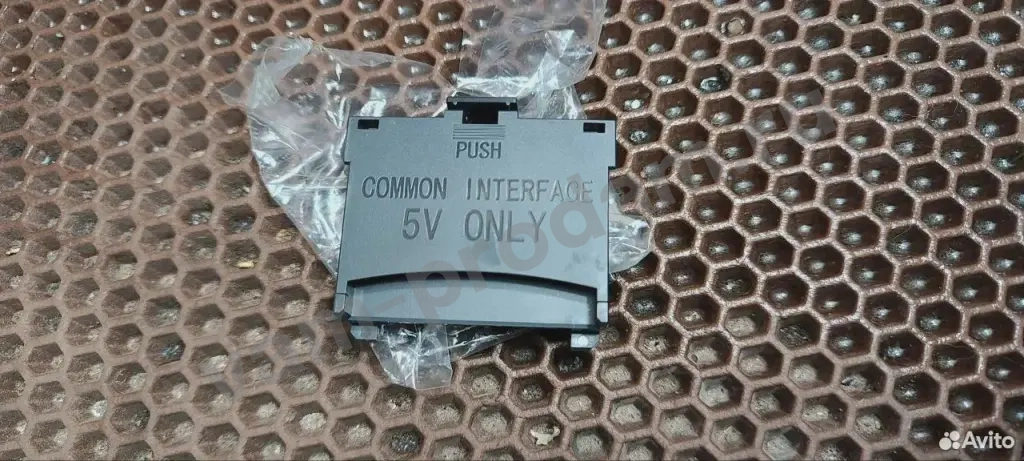 PUSH
COMMON INTERFACE
5V ONLY
Avito